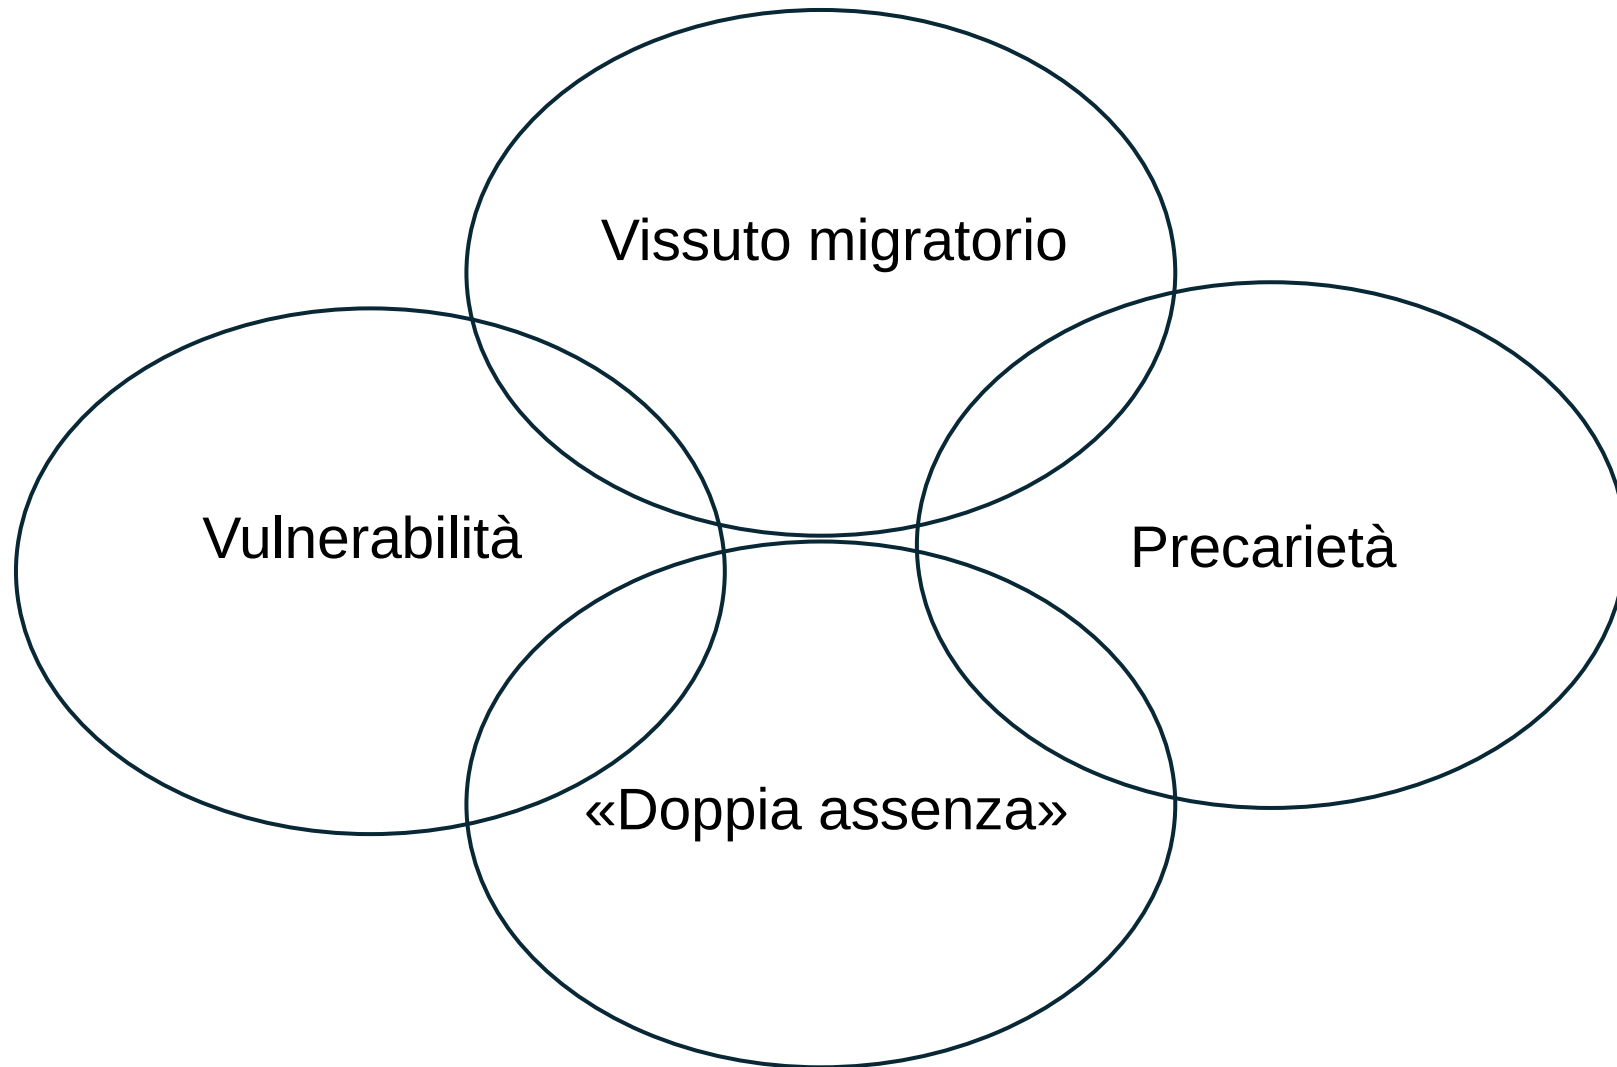 Vissuto migratorio
Vulnerabilità
Precarietà
«Doppia assenza»